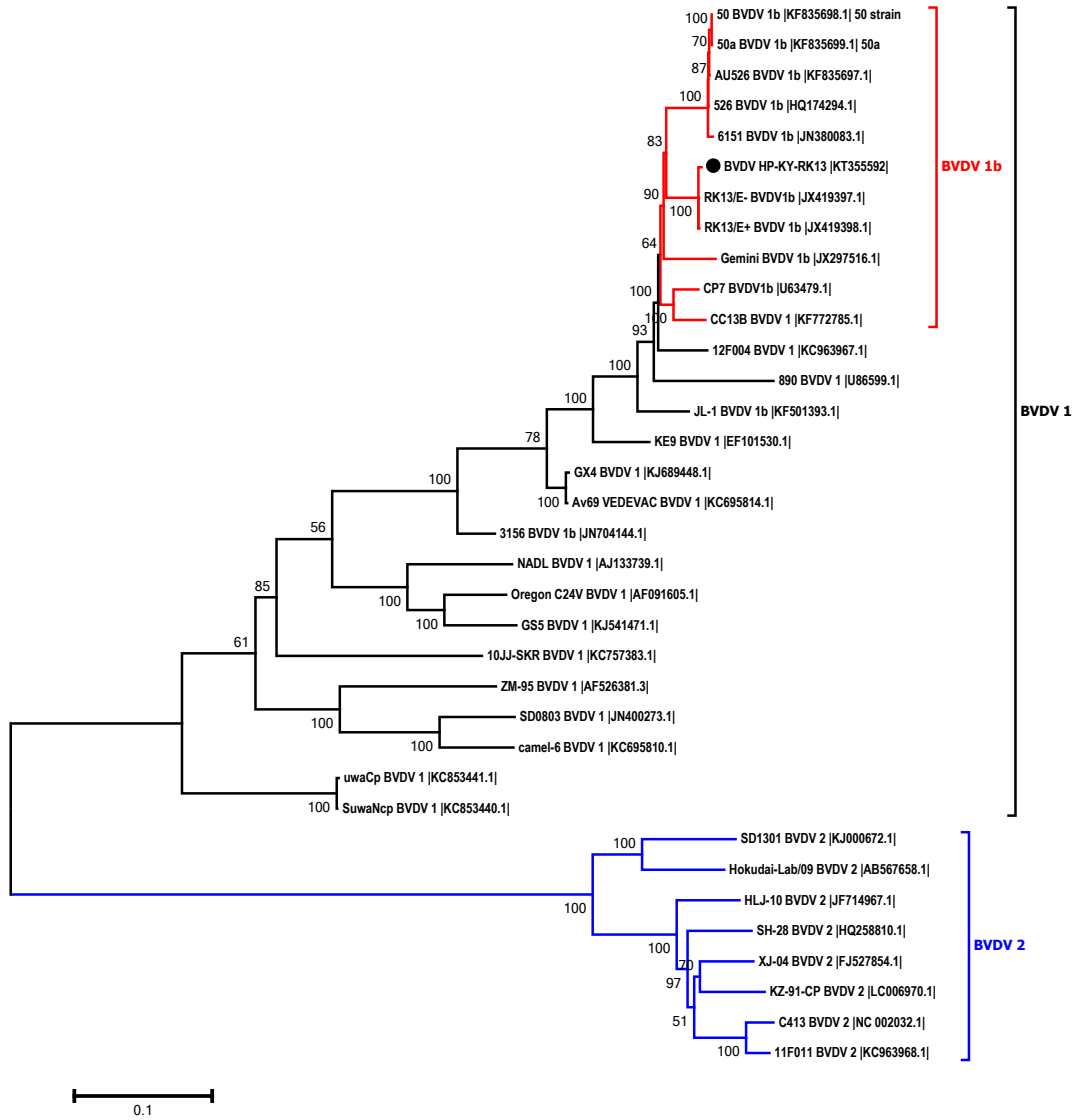 50 BVDV 1b |KF835698.1| 50 strain
50a BVDV 1b |KF835699.1| 50a
AU526 BVDV 1b |KF835697.1|
526 BVDV 1b |HQ174294.1|
6151 BVDV 1b |JN380083.1|
BVDV HP-KY-RK13 |KT355592|
RK13/E- BVDV1b |JX419397.1|
RK13/E+ BVDV 1b |JX419398.1|
Gemini BVDV 1b |JX297516.1|
CP7 BVDV1b |U63479.1|
CC13B BVDV 1 |KF772785.1|
12F004 BVDV 1 |KC963967.1|
890 BVDV 1 |U86599.1|
JL-1 BVDV 1b |KF501393.1|
KE9 BVDV 1 |EF101530.1|
GX4 BVDV 1 |KJ689448.1|
Av69 VEDEVAC BVDV 1 |KC695814.1|
3156 BVDV 1b |JN704144.1|
NADL BVDV 1 |AJ133739.1|
Oregon C24V BVDV 1 |AF091605.1|
GS5 BVDV 1 |KJ541471.1|
10JJ-SKR BVDV 1 |KC757383.1|
ZM-95 BVDV 1 |AF526381.3|
SD0803 BVDV 1 |JN400273.1|
camel-6 BVDV 1 |KC695810.1|
uwaCp BVDV 1 |KC853441.1|
SuwaNcp BVDV 1 |KC853440.1|
SD1301 BVDV 2 |KJ000672.1|
Hokudai-Lab/09 BVDV 2 |AB567658.1|
HLJ-10 BVDV 2 |JF714967.1|
SH-28 BVDV 2 |HQ258810.1|
XJ-04 BVDV 2 |FJ527854.1|
KZ-91-CP BVDV 2 |LC006970.1|
C413 BVDV 2 |NC 002032.1|
11F011 BVDV 2 |KC963968.1|
BVDV 1b
BVDV 1
BVDV 2
100
70
87
100
83
90
100
64
100
100
93
100
100
78
100
100
56
100
100
85
61
100
100
100
100
100
100
70
97
51
100
0.1